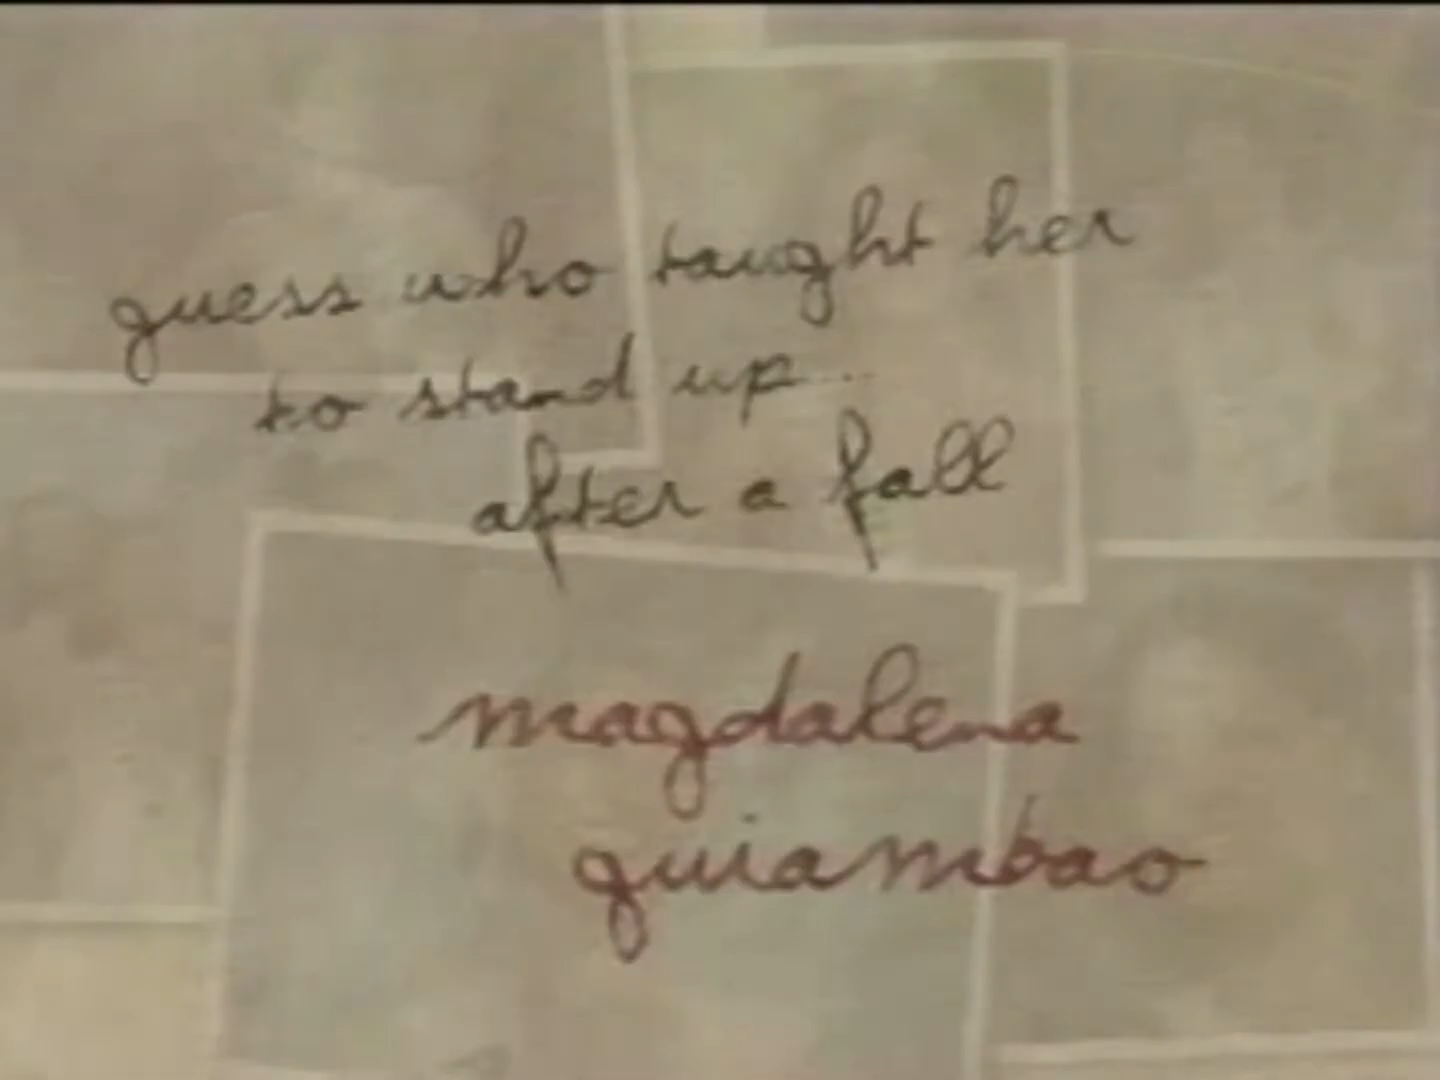 guess who taught her
to stand up...
after a fall
magdalena
guiambao